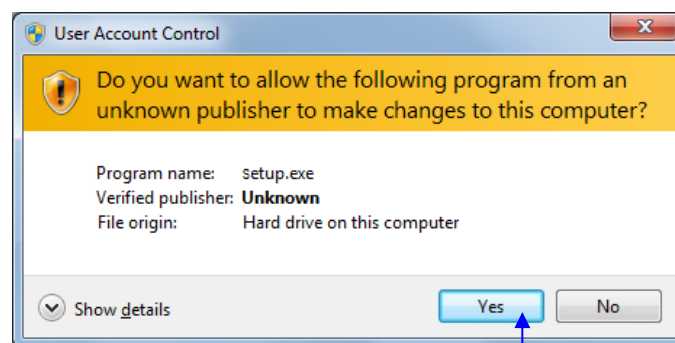 User Account Control
Do you want to allow the following program from an
unknown publisher to make changes to this computer?
Program name: setup.exe
Verified publisher: Unknown
File origin: Hard drive on this computer
Show details
Yes No